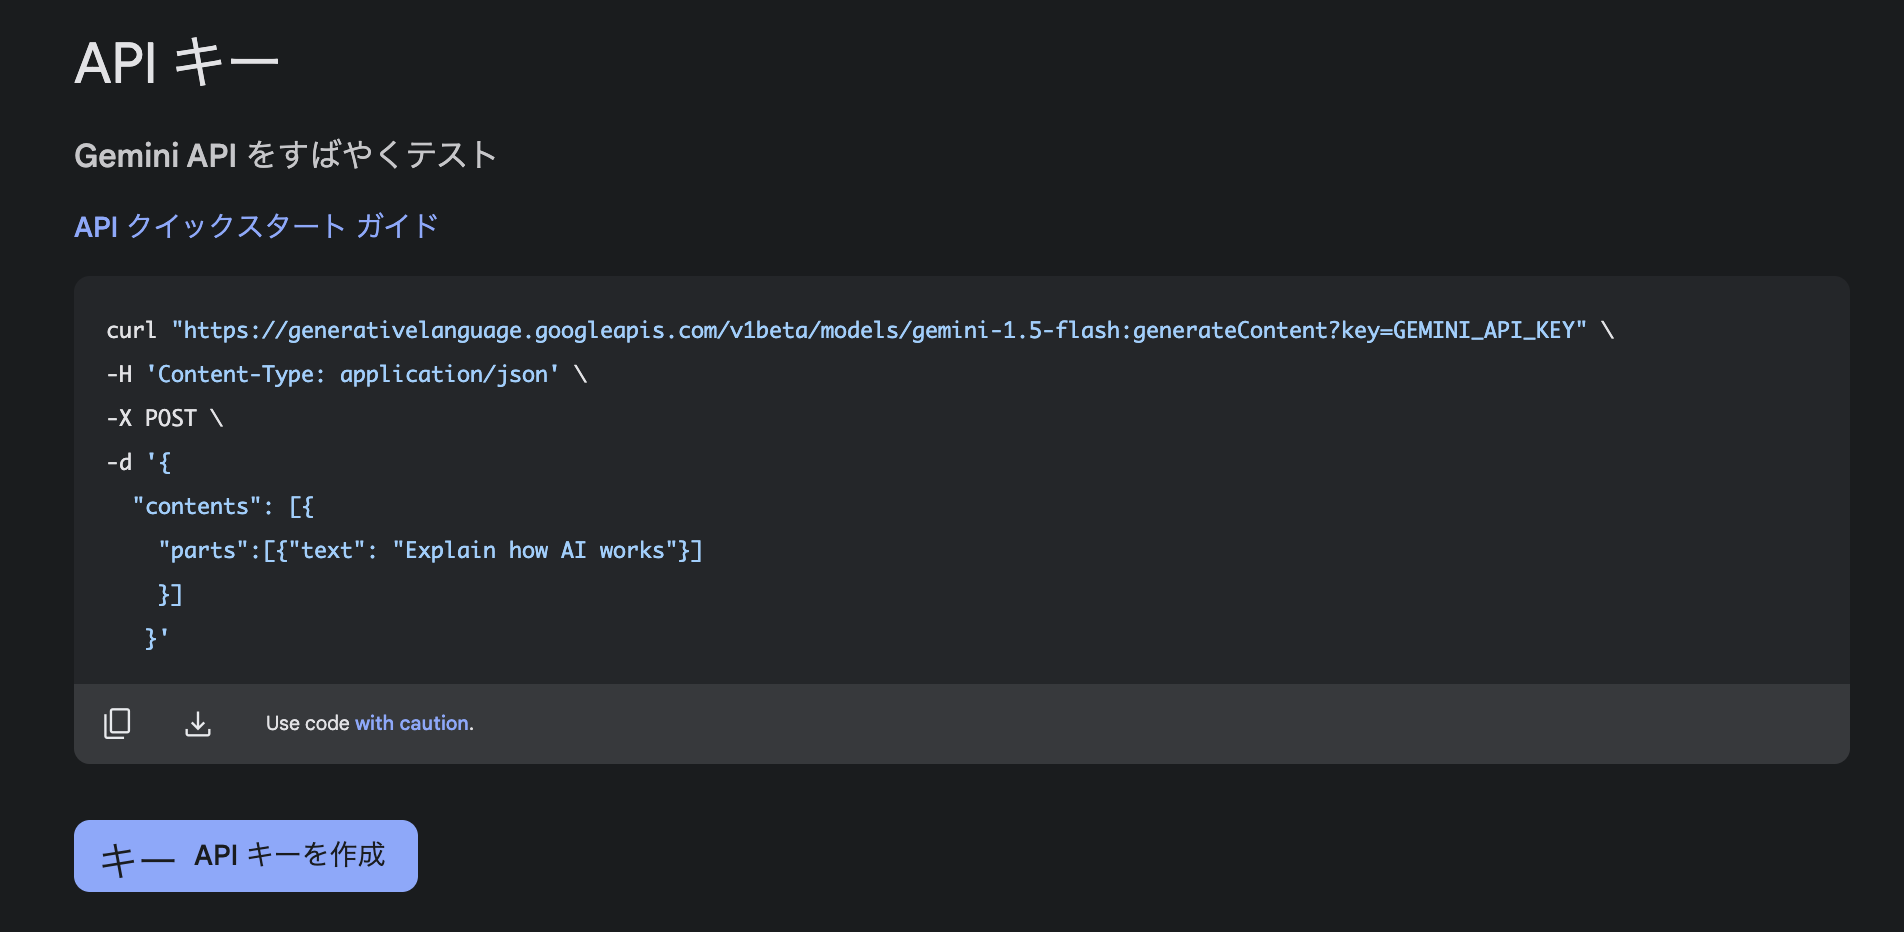 API キー
Gemini API をすばやくテスト
API クイックスタート ガイド
curl "https://generativelanguage.googleapis.com/v1beta/models/gemini-1.5-flash:generateContent?key=GEMINI_API_KEY" \
-H 'Content-Type: application/json' \
-X POST \
-d '{
  "contents": [{
    "parts":[{"text": "Explain how AI works"}]
    }]
   }'
Use code with caution.
キー API キーを作成